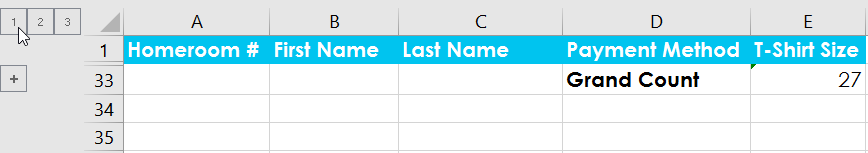 1 2 3 A B C D E
1 Homeroom # First Name Last Name Payment Method T-Shirt Size
+ 33 Grand Count 27
34
35